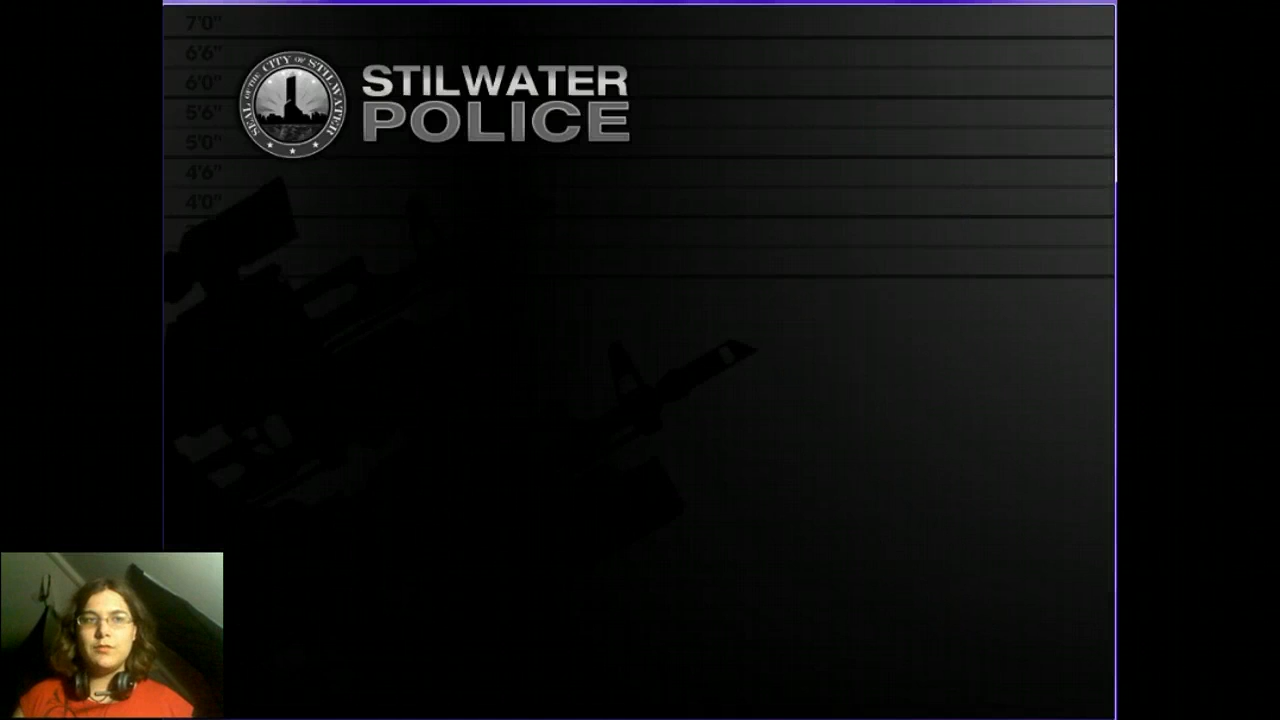 7'0"
6'6"
6'0"
5'6"
5'0"
4'6"
4'0"
SEAL OF THE CITY OF STILWATER
STILWATER
POLICE